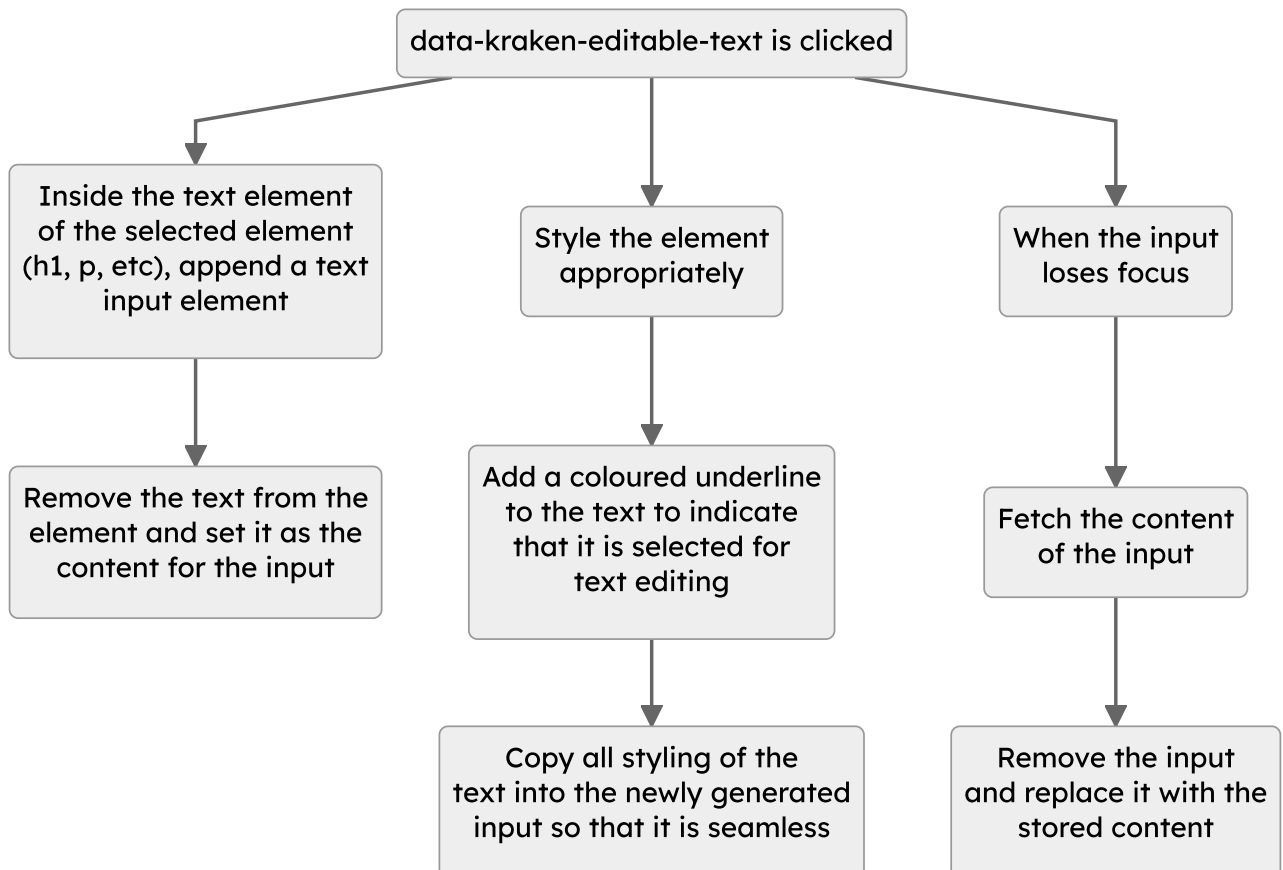 data-kraken-editable-text is clicked
Inside the text element
of the selected element
(h1, p, etc), append a text
input element
Style the element
appropriately
When the input
loses focus
Remove the text from the
element and set it as the
content for the input
Add a coloured underline
to the text to indicate
that it is selected for
text editing
Fetch the content
of the input
Copy all styling of the
text into the newly generated
input so that it is seamless
Remove the input
and replace it with the
stored content